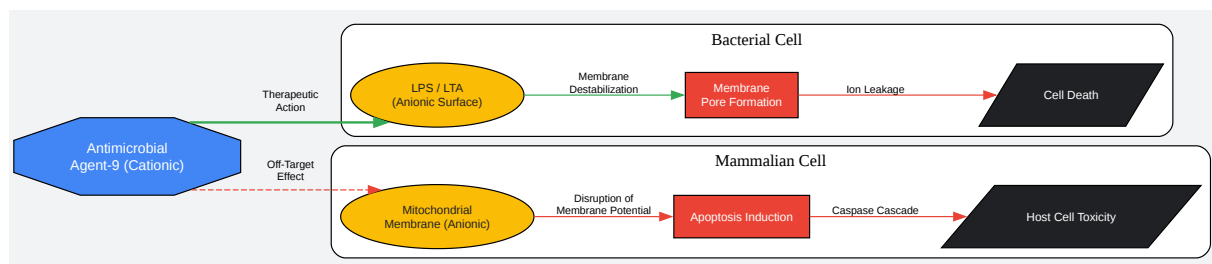 Bacterial Cell
Therapeutic
Action
LPS / LTA
(Anionic Surface)
Membrane
Destabilization
Membrane
Pore Formation
Ion Leakage
Cell Death
Antimicrobial
Agent-9 (Cationic)
Off-Target
Effect
Mammalian Cell
Mitochondrial
Membrane (Anionic)
Disruption of
Membrane Potential
Apoptosis Induction
Caspase Cascade
Host Cell Toxicity